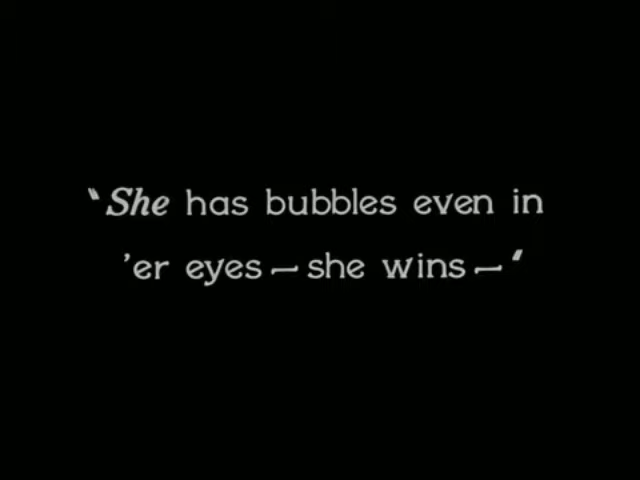 "She has bubbles even in
'er eyes — she wins —"